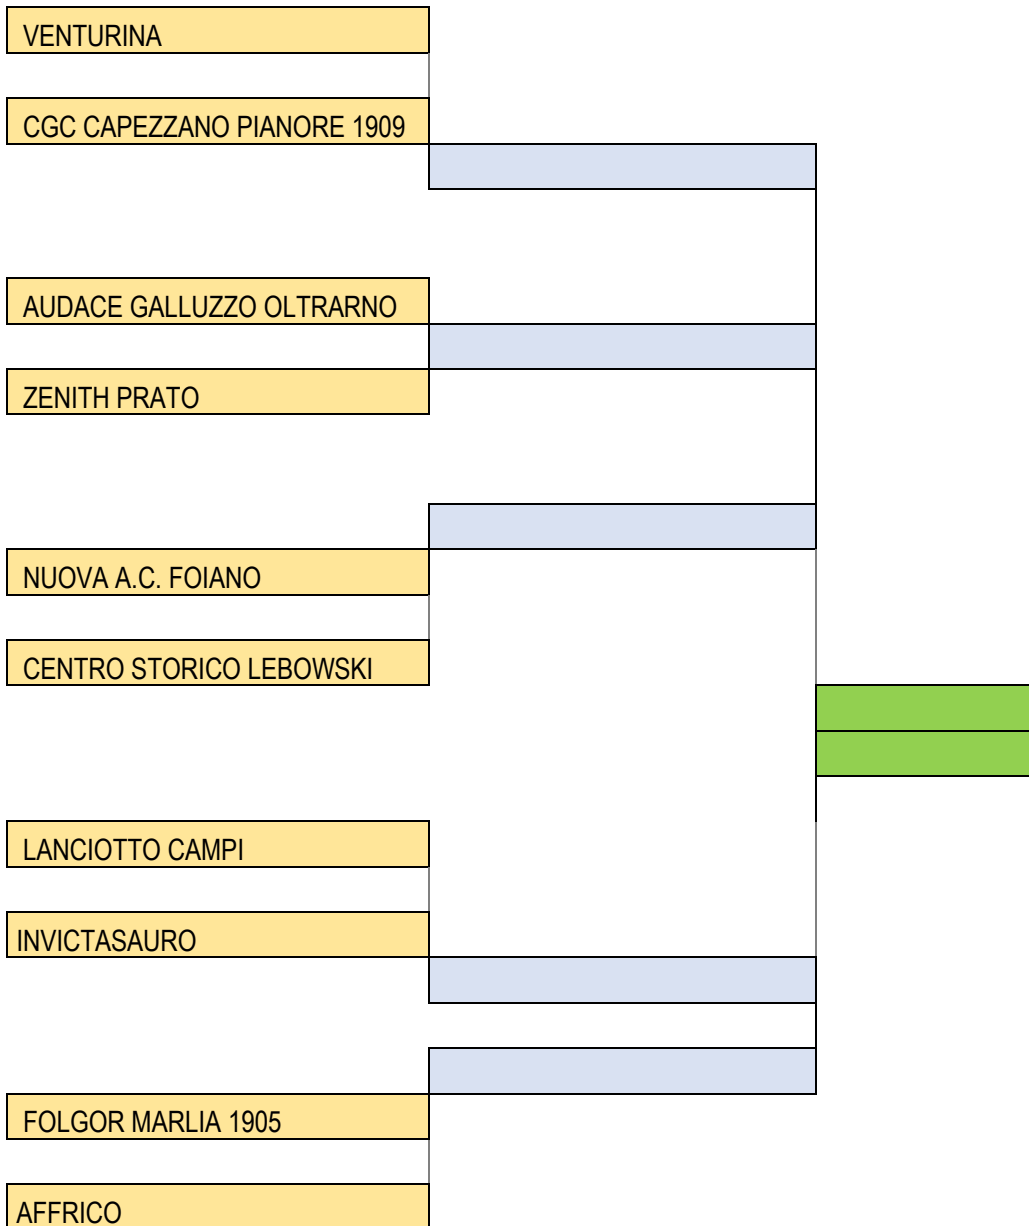 VENTURINA
CGC CAPEZZANO PIANORE 1909
AUDACE GALLUZZO OLTRARNO
ZENITH PRATO
NUOVA A.C. FOIANO
CENTRO STORICO LEBOWSKI
LANCIOTTO CAMPI
INVICTASAURO
FOLGOR MARLIA 1905
AFFRICO